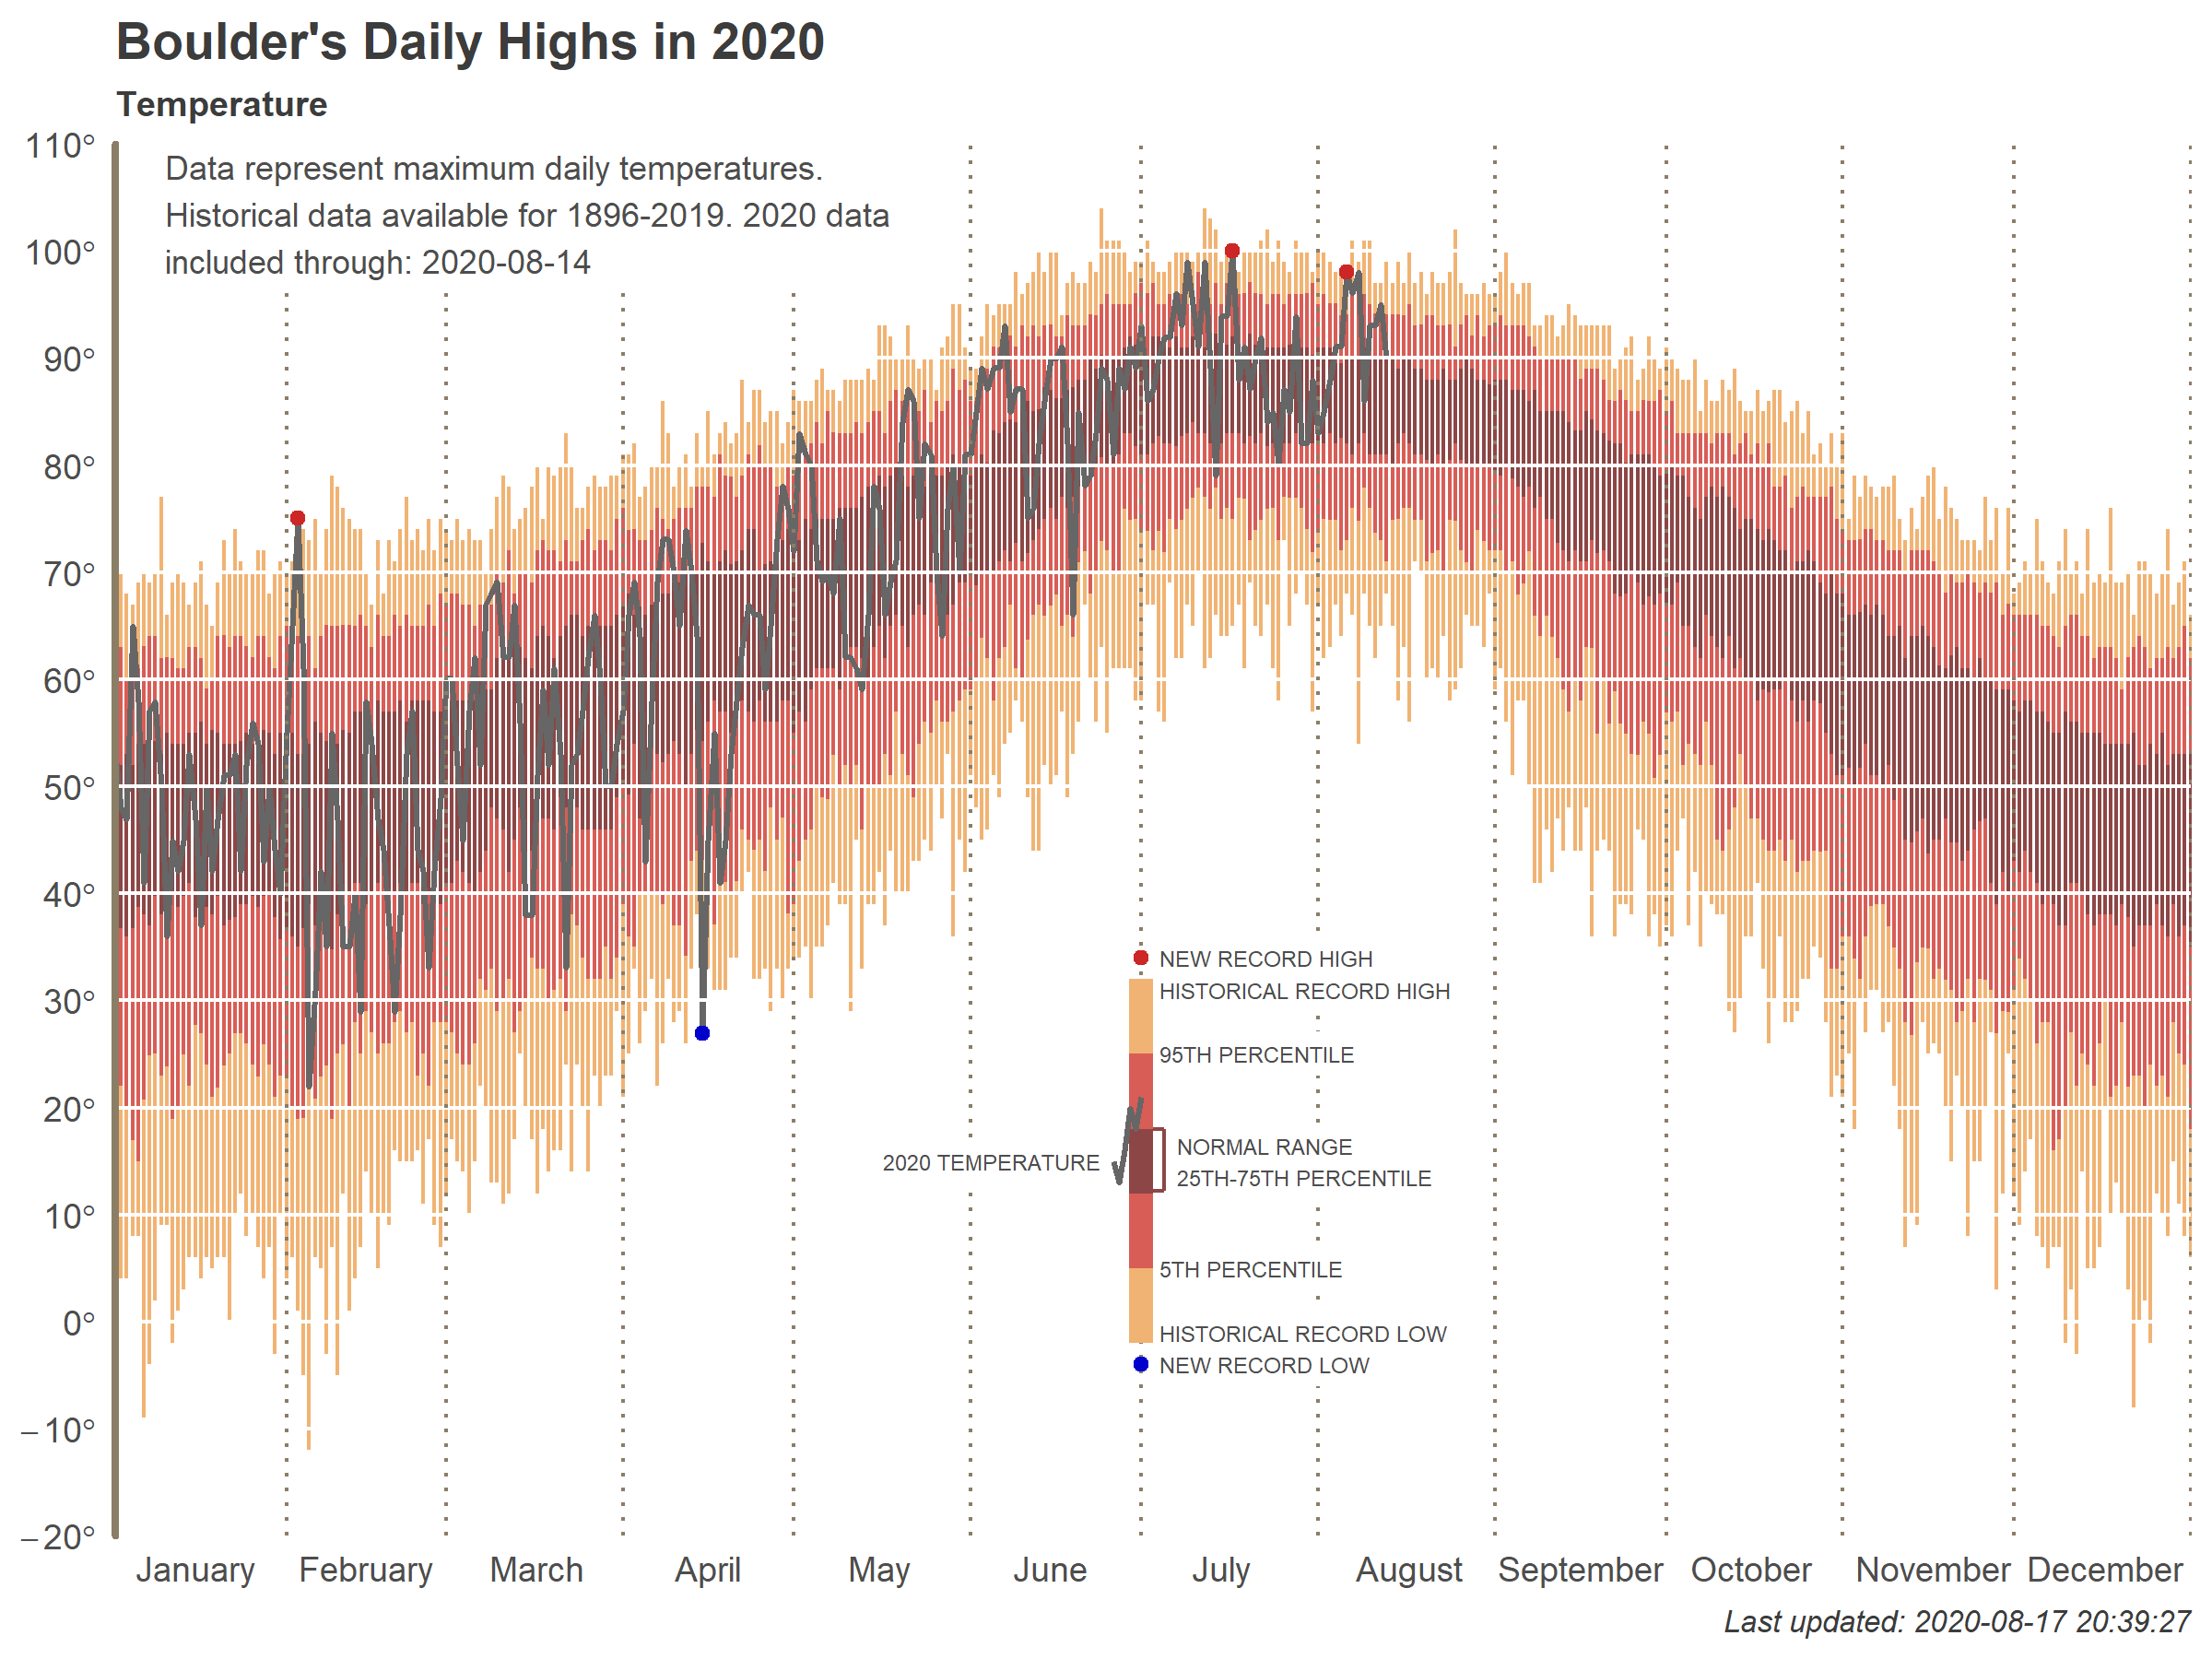 Boulder's Daily Highs in 2020
Temperature
110°
Data represent maximum daily temperatures.
Historical data available for 1896-2019. 2020 data
included through: 2020-08-14
100°
90°
80°
70°
60°
50°
40°
30°
20°
10°
0°
−10°
−20°
NEW RECORD HIGH
HISTORICAL RECORD HIGH
95TH PERCENTILE
2020 TEMPERATURE
NORMAL RANGE
25TH-75TH PERCENTILE
5TH PERCENTILE
HISTORICAL RECORD LOW
NEW RECORD LOW
January February March April May June July August September October November December
Last updated: 2020-08-17 20:39:27